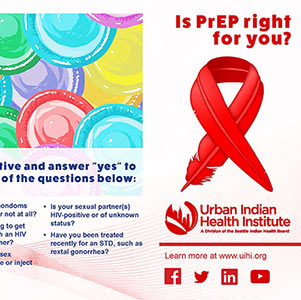 Is PrEP right
for you?
tive and answer "yes" to
of the questions below:
ondoms
r not at all?
ng to get
h an HIV
her?
sex
e or inject
• Is your sexual partner(s)
HIV-positive or of unknown
status?
• Have you been treated
recently for an STD, such as
rectal gonorrhea?
Urban Indian
Health Institute
A Division of the Seattle Indian Health Board
Learn more at www.uihi.org